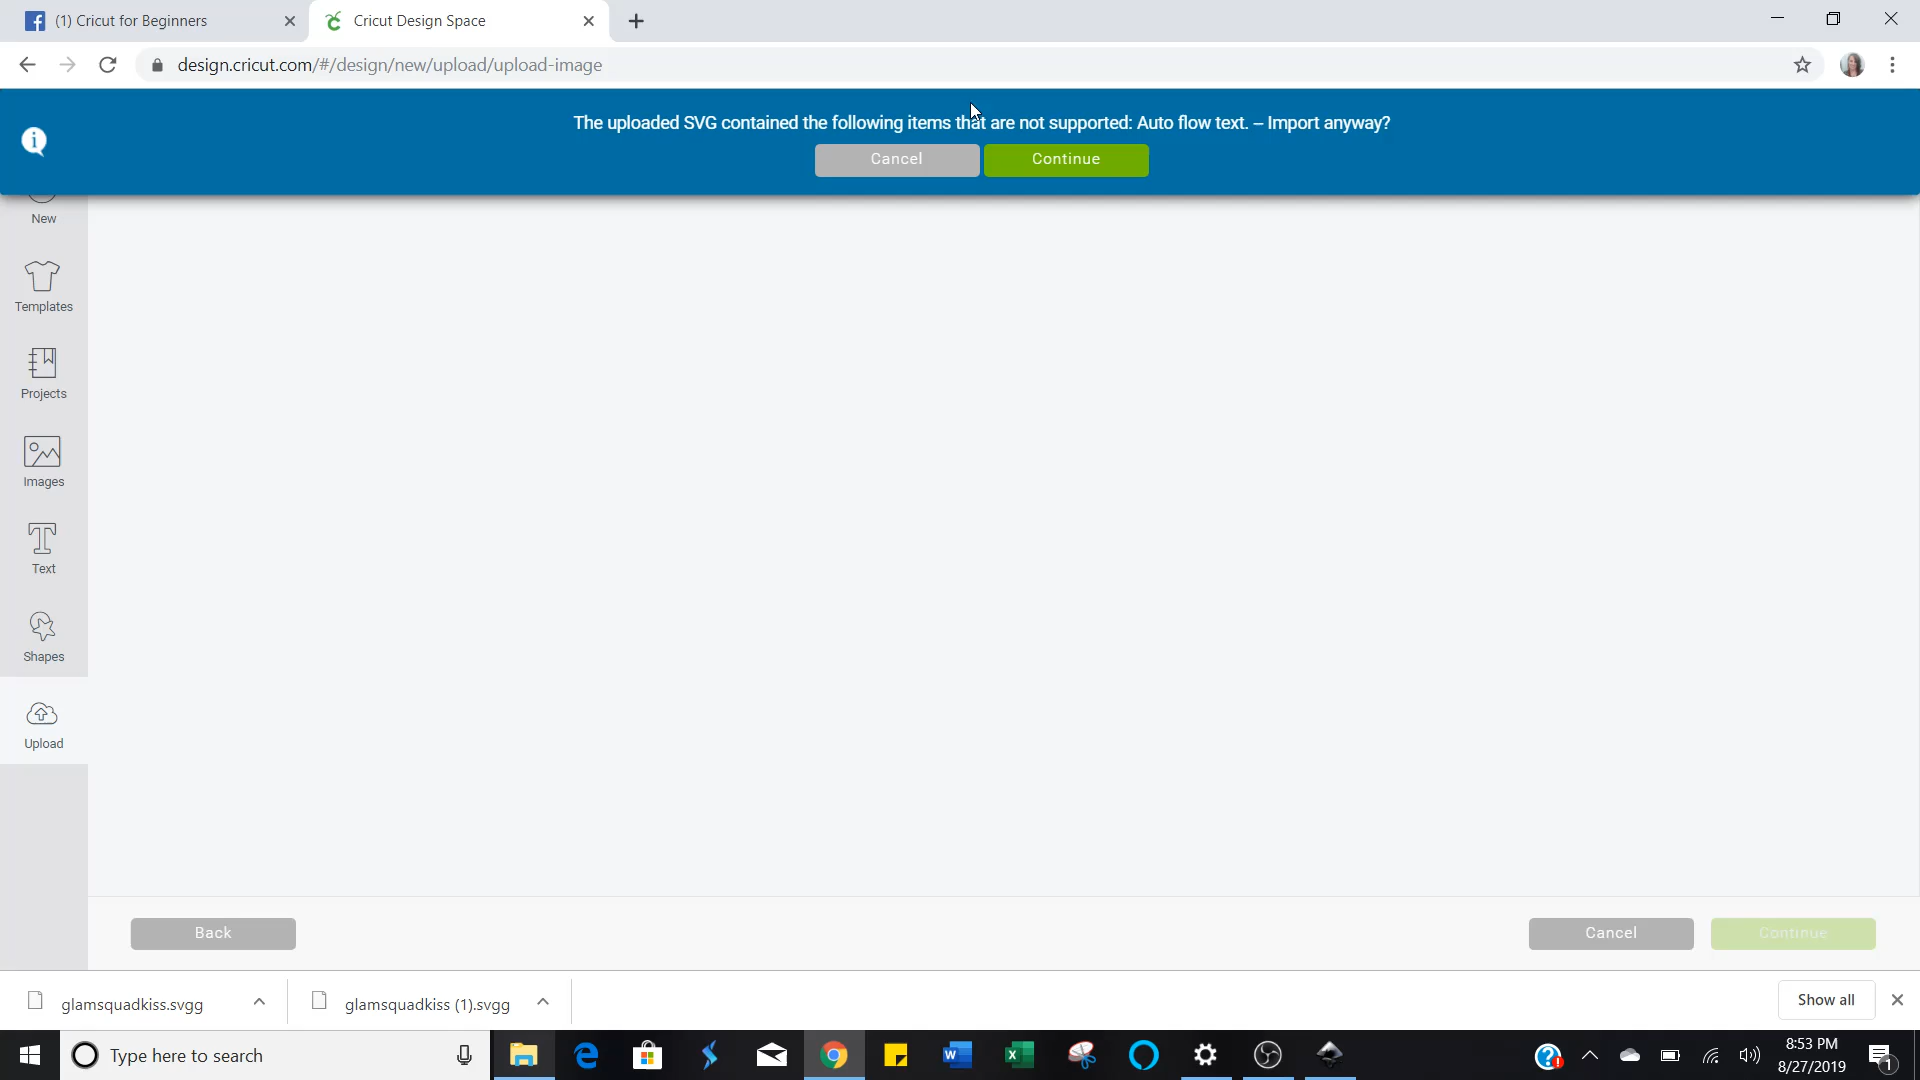 (1) Cricut for Beginners
Cricut Design Space
design.cricut.com/#/design/new/upload/upload-image
The uploaded SVG contained the following items that are not supported: Auto flow text. – Import anyway?
Cancel
Continue
New
Templates
Projects
Images
Text
Shapes
Upload
Back
Cancel
Continue
glamsquadkiss.svgg
glamsquadkiss (1).svgg
Show all
Type here to search
8:53 PM
8/27/2019
1